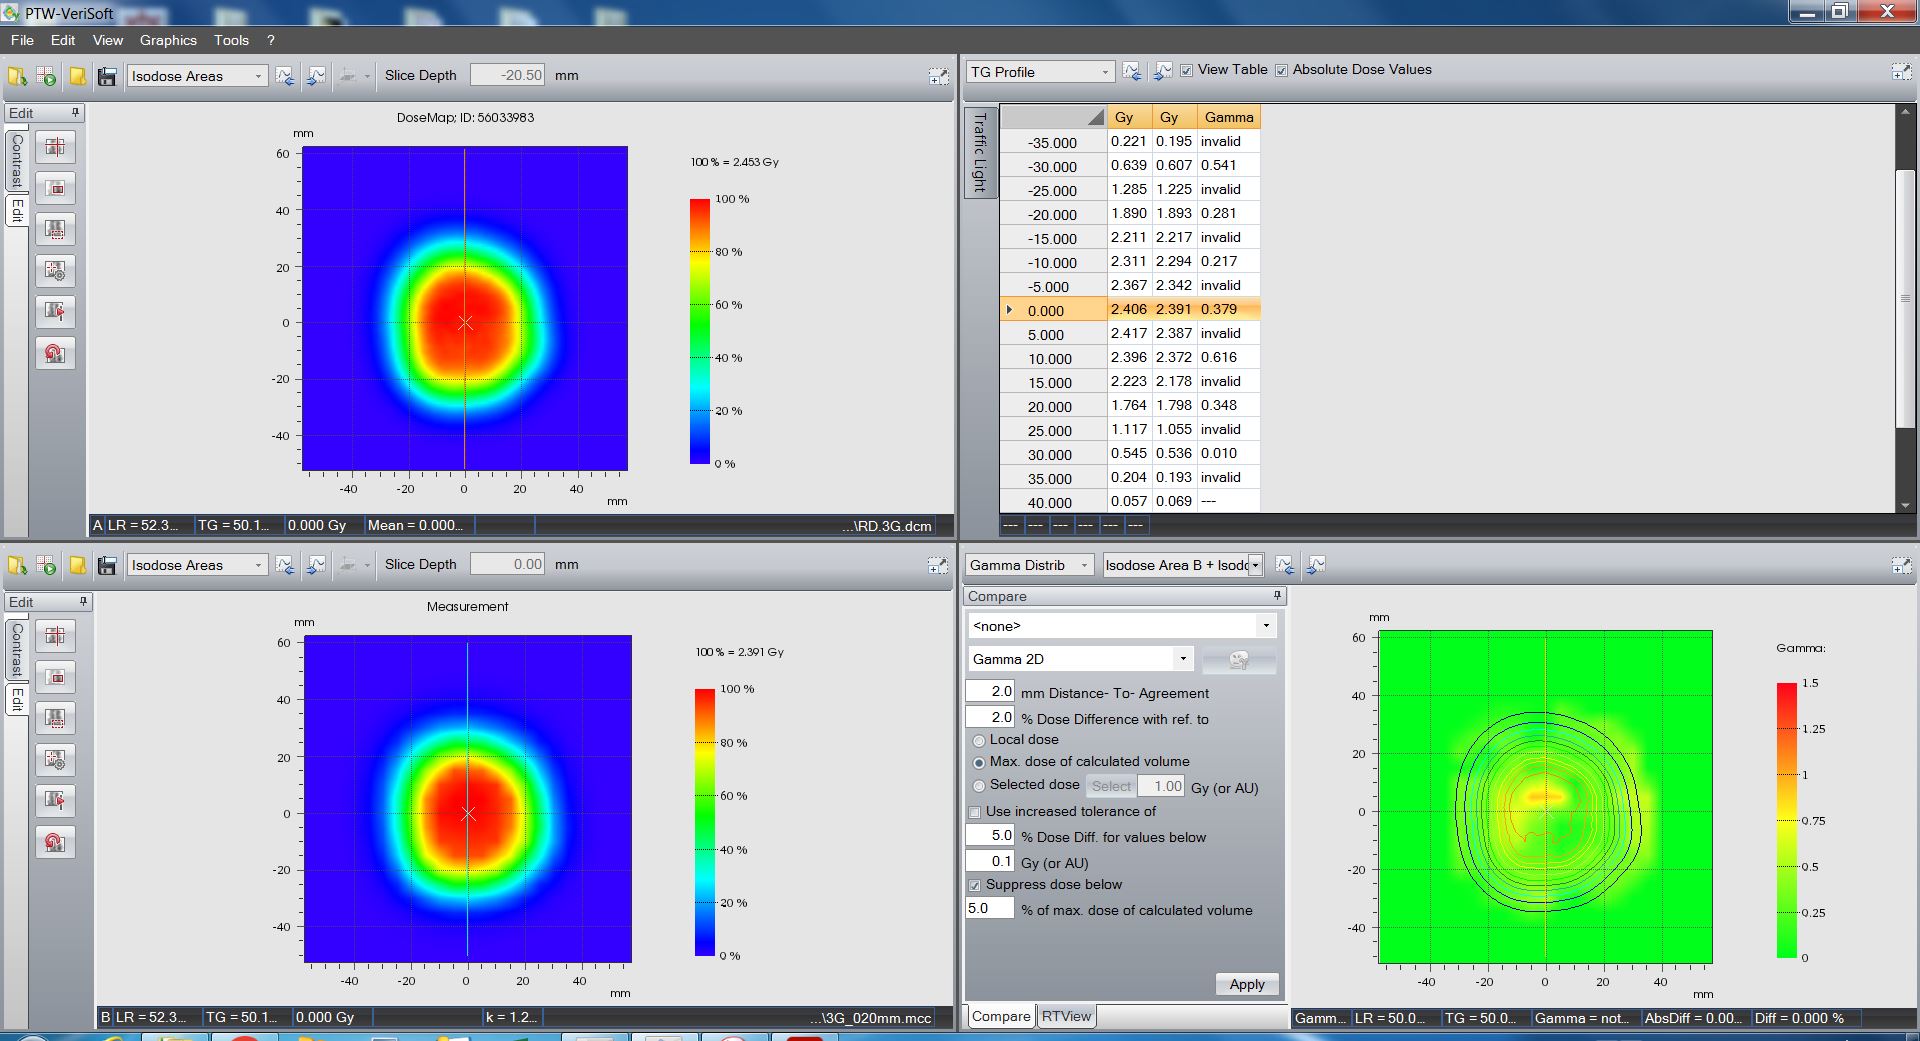 PTW-VeriSoft
File Edit View Graphics Tools ?
Isodose Areas Slice Depth -20.50 mm
Edit
Contrast
Edit
DoseMap; ID: 56033983
mm
60
40
20
0
-20
-40
-40 -20 0 20 40
mm
100 % = 2.453 Gy
100 %
80 %
60 %
40 %
20 %
0 %
A LR = 52.3... TG = 50.1... 0.000 Gy Mean = 0.000... ...\RD.3G.dcm
TG Profile View Table Absolute Dose Values
Traffic Light
Gy Gy Gamma
-35.000 0.221 0.195 invalid
-30.000 0.639 0.607 0.541
-25.000 1.285 1.225 invalid
-20.000 1.890 1.893 0.281
-15.000 2.211 2.217 invalid
-10.000 2.311 2.294 0.217
-5.000 2.367 2.342 invalid
0.000 2.406 2.391 0.379
5.000 2.417 2.387 invalid
10.000 2.396 2.372 0.616
15.000 2.223 2.178 invalid
20.000 1.764 1.798 0.348
25.000 1.117 1.055 invalid
30.000 0.545 0.536 0.010
35.000 0.204 0.193 invalid
40.000 0.057 0.069 ---
--- --- --- --- --- ---
Isodose Areas Slice Depth 0.00 mm
Edit
Contrast
Edit
Measurement
mm
60
40
20
0
-20
-40
-40 -20 0 20 40
mm
100 % = 2.391 Gy
100 %
80 %
60 %
40 %
20 %
0 %
B LR = 52.3... TG = 50.1... 0.000 Gy k = 1.2... ...\3G_020mm.mcc
Gamma Distrib Isodose Area B + Isodo
Compare
<none>
Gamma 2D
2.0 mm Distance- To- Agreement
2.0 % Dose Difference with ref. to
Local dose
Max. dose of calculated volume
Selected dose Select 1.00 Gy (or AU)
Use increased tolerance of
5.0 % Dose Diff. for values below
0.1 Gy (or AU)
Suppress dose below
5.0 % of max. dose of calculated volume
Apply
Compare RTView
mm
60
40
20
0
-20
-40
-40 -20 0 20 40
mm
Gamma:
1.5
1.25
1
0.75
0.5
0.25
0
Gamm... LR = 50.0... TG = 50.0... Gamma = not... AbsDiff = 0.00... Diff = 0.000 %